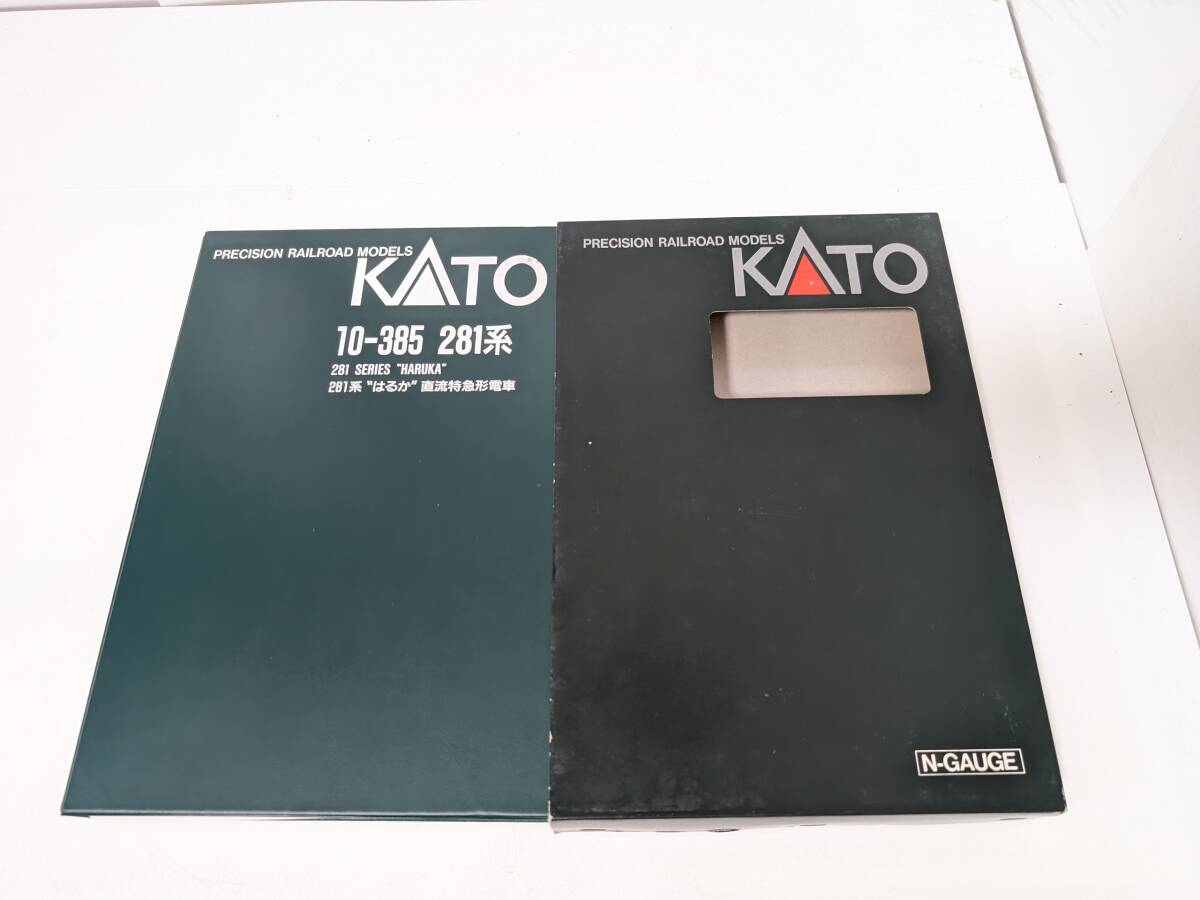 PRECISION RAILROAD MODELS
KATO
10-385 281系
281 SERIES "HARUKA"
281系 "はるか" 直流特急形電車
PRECISION RAILROAD MODELS
KATO
N-GAUGE